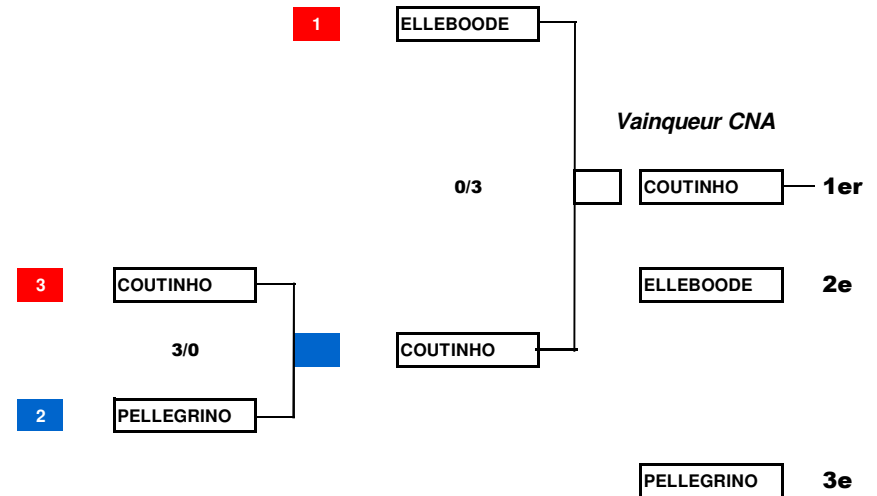 1 ELLEBOODE
Vainqueur CNA
0/3 COUTINHO 1er
3 COUTINHO ELLEBOODE 2e
3/0 COUTINHO
2 PELLEGRINO
PELLEGRINO 3e